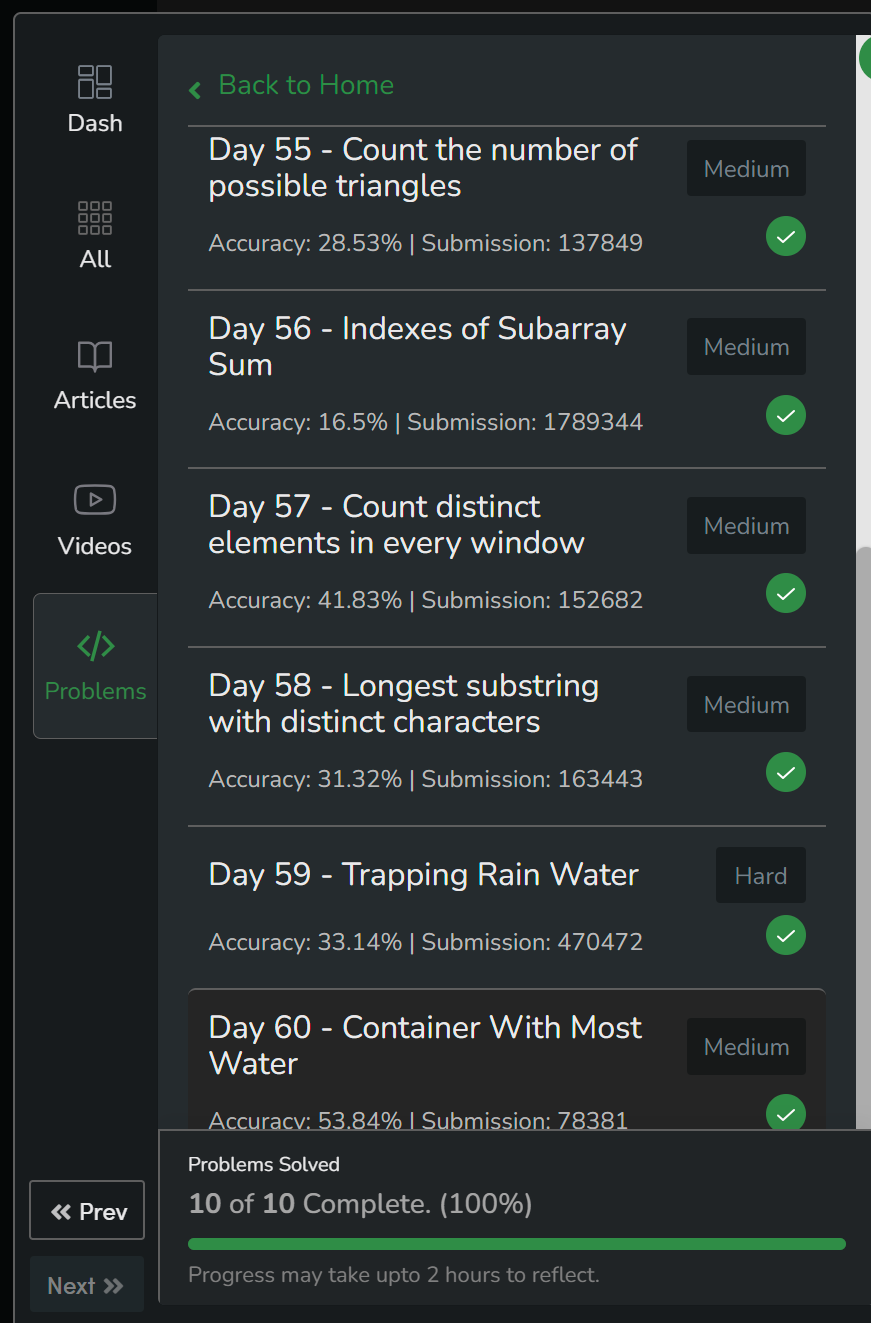 Dash
All
Articles
Videos
Problems
Prev
Next
Back to Home
Day 55 - Count the number of
possible triangles
Medium
Accuracy: 28.53% | Submission: 137849
Day 56 - Indexes of Subarray
Sum
Medium
Accuracy: 16.5% | Submission: 1789344
Day 57 - Count distinct
elements in every window
Medium
Accuracy: 41.83% | Submission: 152682
Day 58 - Longest substring
with distinct characters
Medium
Accuracy: 31.32% | Submission: 163443
Day 59 - Trapping Rain Water
Hard
Accuracy: 33.14% | Submission: 470472
Day 60 - Container With Most
Water
Medium
Accuracy: 53.84% | Submission: 78381
Problems Solved
10 of 10 Complete. (100%)
Progress may take upto 2 hours to reflect.